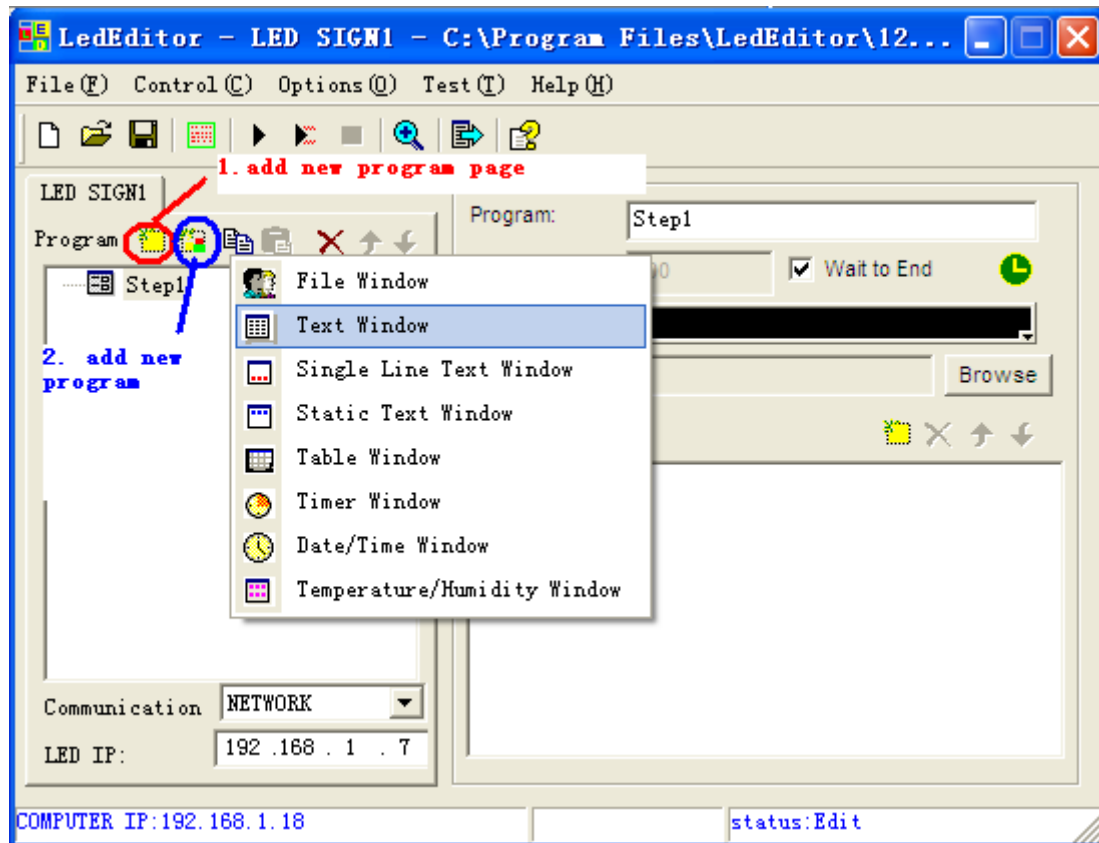 LedEditor - LED SIGN1 - C:\Program Files\LedEditor\12...
File(F) Control(C) Options(O) Test(T) Help(H)
1.add new program page
LED SIGN1
Program
Program:
Step1
Step1
Wait to End
File Window
Text Window
Single Line Text Window
Static Text Window
Table Window
Timer Window
Date/Time Window
Temperature/Humidity Window
2. add new
program
Browse
Communication NETWORK
LED IP: 192 .168 . 1 . 7
COMPUTER IP:192.168.1.18
status:Edit